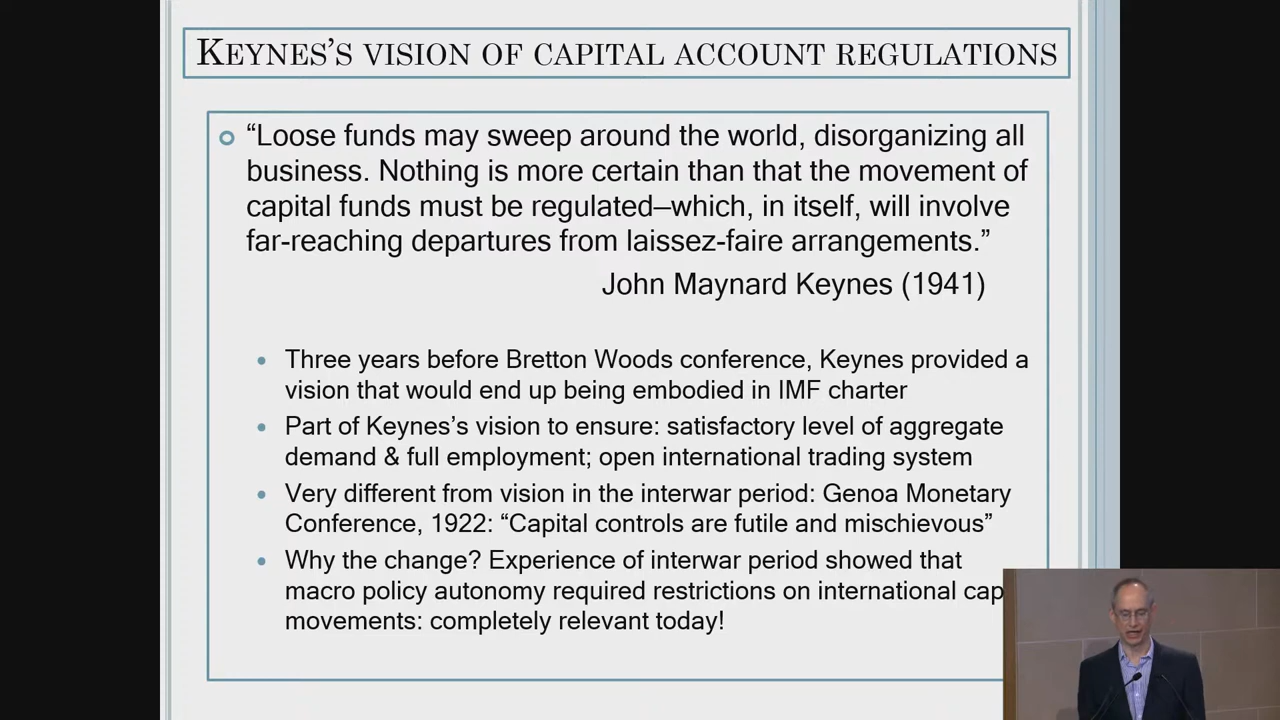 KEYNES'S VISION OF CAPITAL ACCOUNT REGULATIONS
“Loose funds may sweep around the world, disorganizing all
business. Nothing is more certain than that the movement of
capital funds must be regulated—which, in itself, will involve
far-reaching departures from laissez-faire arrangements.”
John Maynard Keynes (1941)
Three years before Bretton Woods conference, Keynes provided a
vision that would end up being embodied in IMF charter
Part of Keynes’s vision to ensure: satisfactory level of aggregate
demand & full employment; open international trading system
Very different from vision in the interwar period: Genoa Monetary
Conference, 1922: “Capital controls are futile and mischievous”
Why the change? Experience of interwar period showed that
macro policy autonomy required restrictions on international cap
movements: completely relevant today!